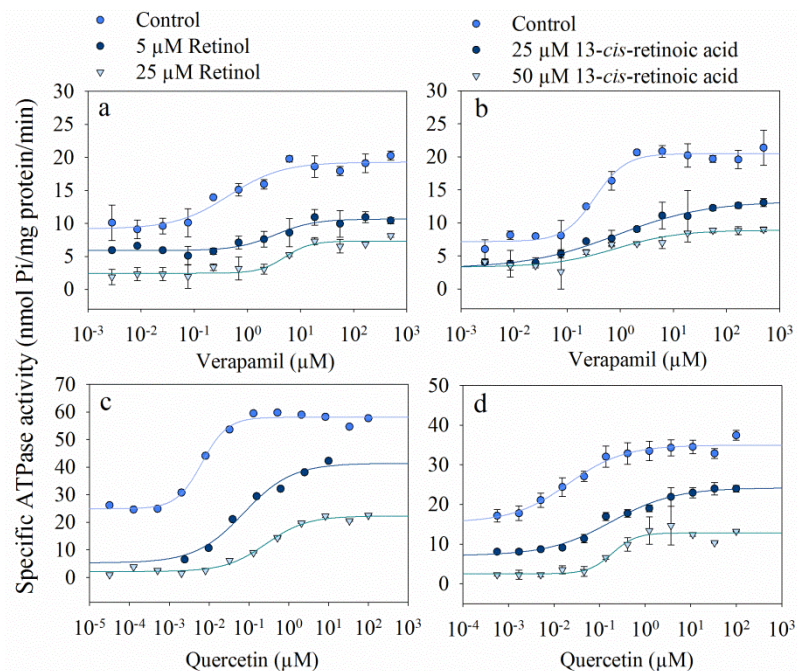 Control
5 µM Retinol
25 µM Retinol
Control
25 µM 13-cis-retinoic acid
50 µM 13-cis-retinoic acid
Specific ATPase activity (nmol Pi/mg protein/min)
a
30
25
20
15
10
5
0
10⁻³ 10⁻² 10⁻¹ 10⁰ 10¹ 10² 10³
Verapamil (µM)
b
30
25
20
15
10
5
0
10⁻³ 10⁻² 10⁻¹ 10⁰ 10¹ 10² 10³
Verapamil (µM)
c
70
60
50
40
30
20
10
0
10⁻⁵ 10⁻⁴ 10⁻³ 10⁻² 10⁻¹ 10⁰ 10¹ 10² 10³
Quercetin (µM)
d
50
40
30
20
10
0
10⁻⁴ 10⁻³ 10⁻² 10⁻¹ 10⁰ 10¹ 10² 10³
Quercetin (µM)